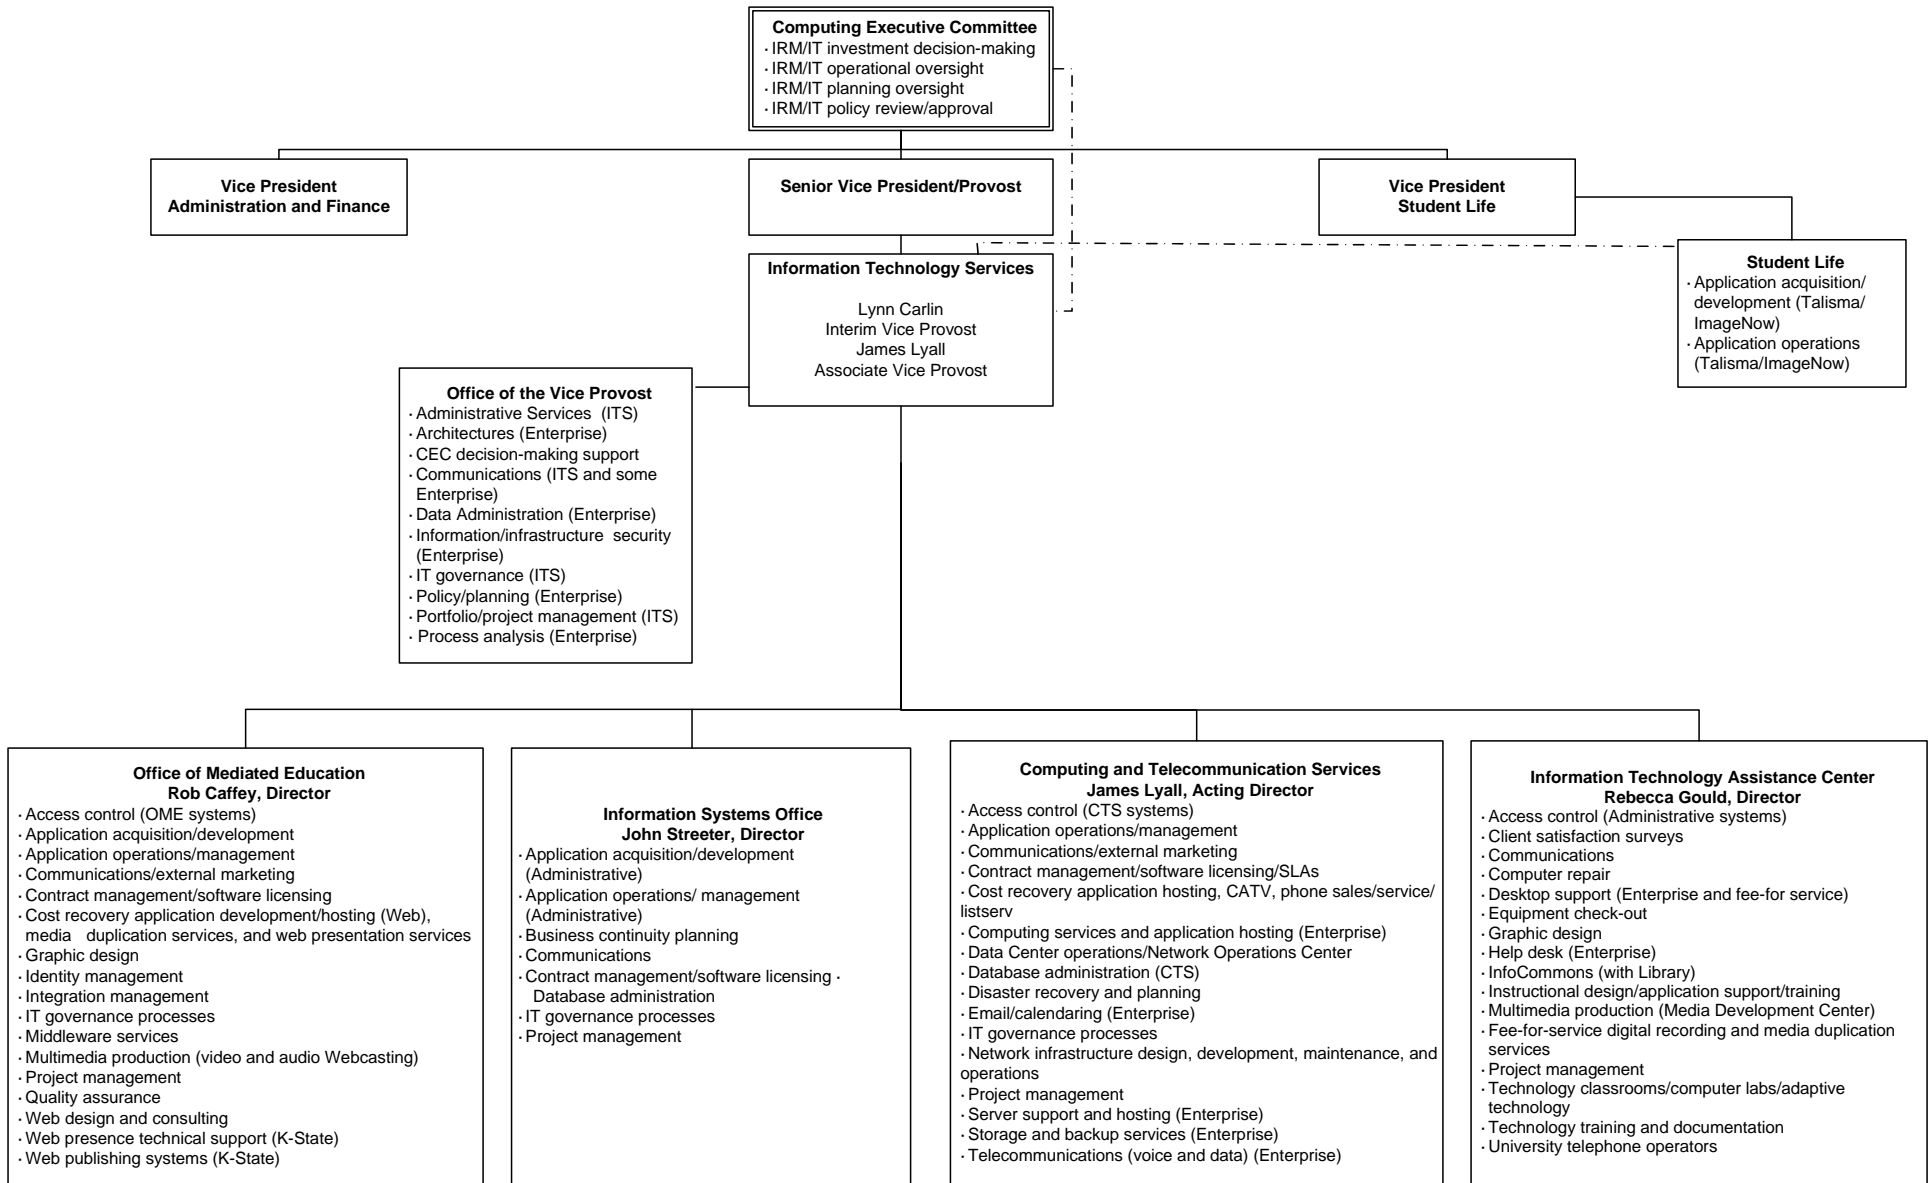 Computing Executive Committee
· IRM/IT investment decision-making
· IRM/IT operational oversight
· IRM/IT planning oversight
· IRM/IT policy review/approval
Vice President
Administration and Finance
Senior Vice President/Provost
Vice President
Student Life
Information Technology Services
Lynn Carlin
Interim Vice Provost
James Lyall
Associate Vice Provost
Student Life
· Application acquisition/
development (Talisma/
ImageNow)
· Application operations
(Talisma/ImageNow)
Office of the Vice Provost
· Administrative Services (ITS)
· Architectures (Enterprise)
· CEC decision-making support
· Communications (ITS and some
Enterprise)
· Data Administration (Enterprise)
· Information/infrastructure security
(Enterprise)
· IT governance (ITS)
· Policy/planning (Enterprise)
· Portfolio/project management (ITS)
· Process analysis (Enterprise)
Office of Mediated Education
Rob Caffey, Director
· Access control (OME systems)
· Application acquisition/development
· Application operations/management
· Communications/external marketing
· Contract management/software licensing
· Cost recovery application development/hosting (Web),
media duplication services, and web presentation services
· Graphic design
· Identity management
· Integration management
· IT governance processes
· Middleware services
· Multimedia production (video and audio Webcasting)
· Project management
· Quality assurance
· Web design and consulting
· Web presence technical support (K-State)
· Web publishing systems (K-State)
Information Systems Office
John Streeter, Director
· Application acquisition/development
(Administrative)
· Application operations/ management
(Administrative)
· Business continuity planning
· Communications
· Contract management/software licensing ·
Database administration
· IT governance processes
· Project management
Computing and Telecommunication Services
James Lyall, Acting Director
· Access control (CTS systems)
· Application operations/management
· Communications/external marketing
· Contract management/software licensing/SLAs
· Cost recovery application hosting, CATV, phone sales/service/
listserv
· Computing services and application hosting (Enterprise)
· Data Center operations/Network Operations Center
· Database administration (CTS)
· Disaster recovery and planning
· Email/calendaring (Enterprise)
· IT governance processes
· Network infrastructure design, development, maintenance, and
operations
· Project management
· Server support and hosting (Enterprise)
· Storage and backup services (Enterprise)
· Telecommunications (voice and data) (Enterprise)
Information Technology Assistance Center
Rebecca Gould, Director
· Access control (Administrative systems)
· Client satisfaction surveys
· Communications
· Computer repair
· Desktop support (Enterprise and fee-for service)
· Equipment check-out
· Graphic design
· Help desk (Enterprise)
· InfoCommons (with Library)
· Instructional design/application support/training
· Multimedia production (Media Development Center)
· Fee-for-service digital recording and media duplication
services
· Project management
· Technology classrooms/computer labs/adaptive
technology
· Technology training and documentation
· University telephone operators